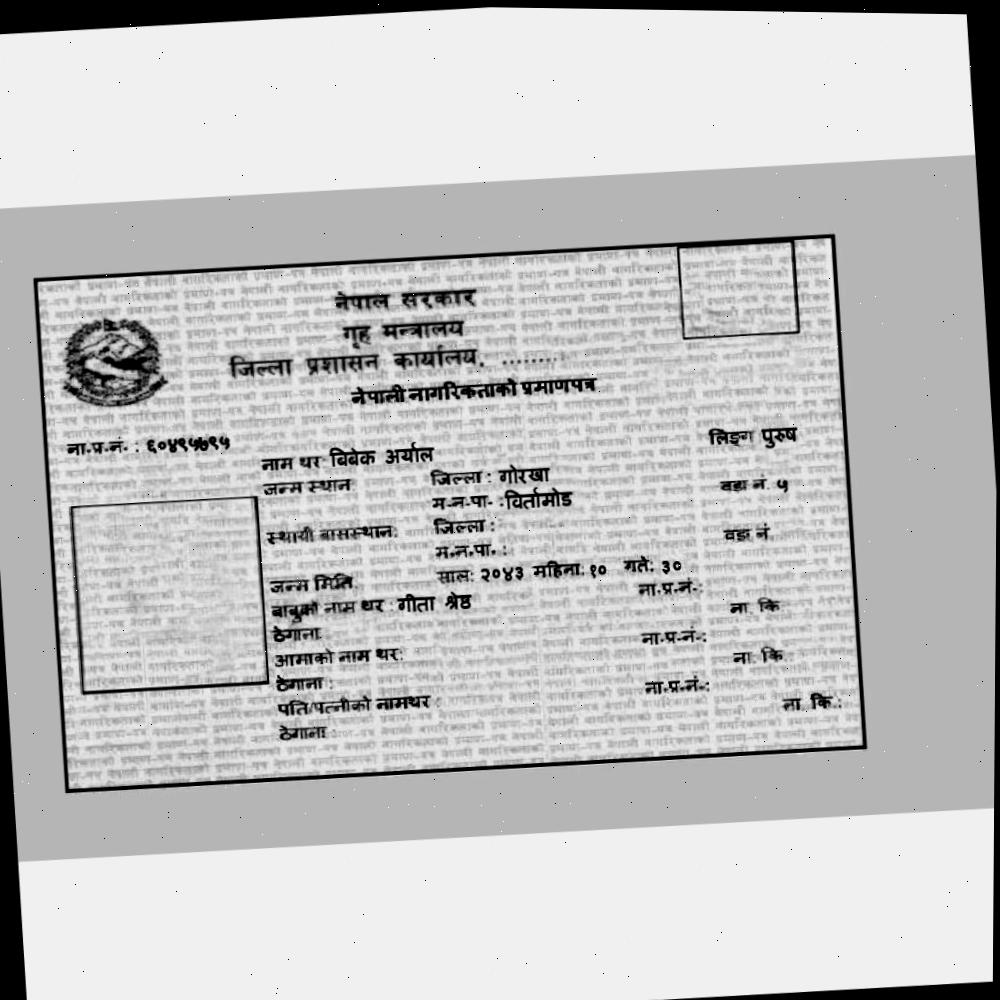 नेपाल सरकार
गृह मन्त्रालय
जिल्ला प्रशासन कार्यालय, ..........
नेपाली नागरिकताको प्रमाणपत्र
ना.प्र.नं. : ६०४९५७९५
लिङ्ग पुरुष
नाम थर: बिबेक अर्याल
जन्म स्थान: जिल्ला : गोरखा
म.न.पा. : विर्तामोड वडा नं. ५
स्थायी बासस्थान: जिल्ला :
म.न.पा. : वडा नं.
जन्म मिति: साल: २०४३ महिना: १० गते: ३०
बाबुको नाम थर : गीता श्रेष्ठ ना.प्र.नं.:
ठेगाना: ना. कि.
आमाको नाम थर: ना.प्र.नं.:
ठेगाना : ना. कि.
पति/पत्नीको नामथर : ना.प्र.नं.:
ठेगाना : ना. कि.: